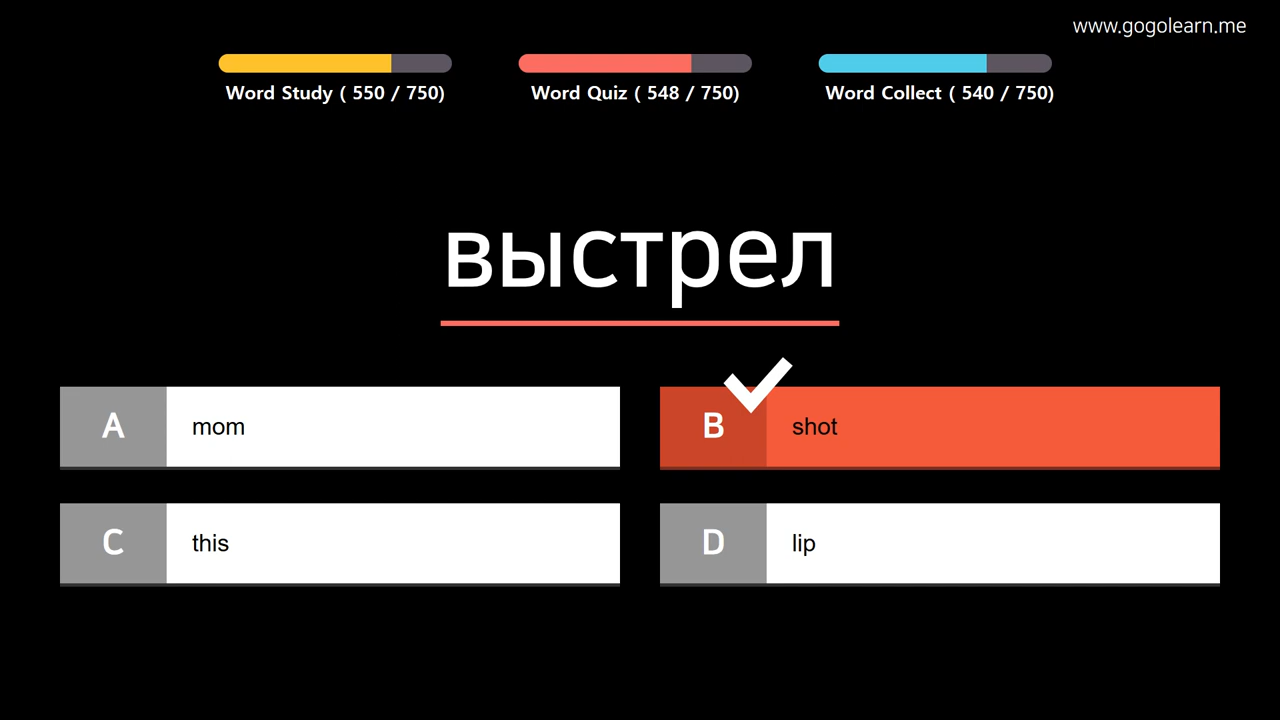 www.gogolearn.me
Word Study ( 550 / 750)
Word Quiz ( 548 / 750)
Word Collect ( 540 / 750)
выстрел
A mom
B shot
C this
D lip